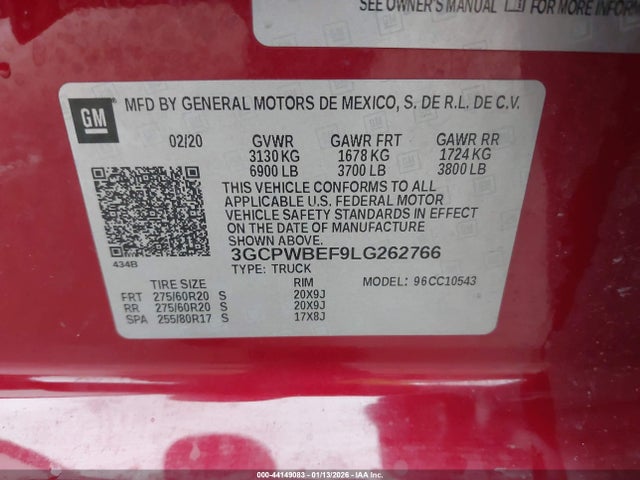 SEE OWNER'S MANUAL FOR MORE INFORM
GM
MFD BY GENERAL MOTORS DE MEXICO, S. DE R.L. DE C.V.
02/20 GVWR GAWR FRT GAWR RR
3130 KG 1678 KG 1724 KG
6900 LB 3700 LB 3800 LB
THIS VEHICLE CONFORMS TO ALL
APPLICABLE U.S. FEDERAL MOTOR
VEHICLE SAFETY STANDARDS IN EFFECT
ON THE DATE OF MANUFACTURE
SHOWN ABOVE.
3GCPWBEF9LG262766
434B TYPE: TRUCK
TIRE SIZE RIM MODEL: 96CC10543
FRT 275/60R20 S 20X9J
RR 275/60R20 S 20X9J
SPA 255/80R17 S 17X8J
000-44149083 - 01/13/2026 - IAA Inc.